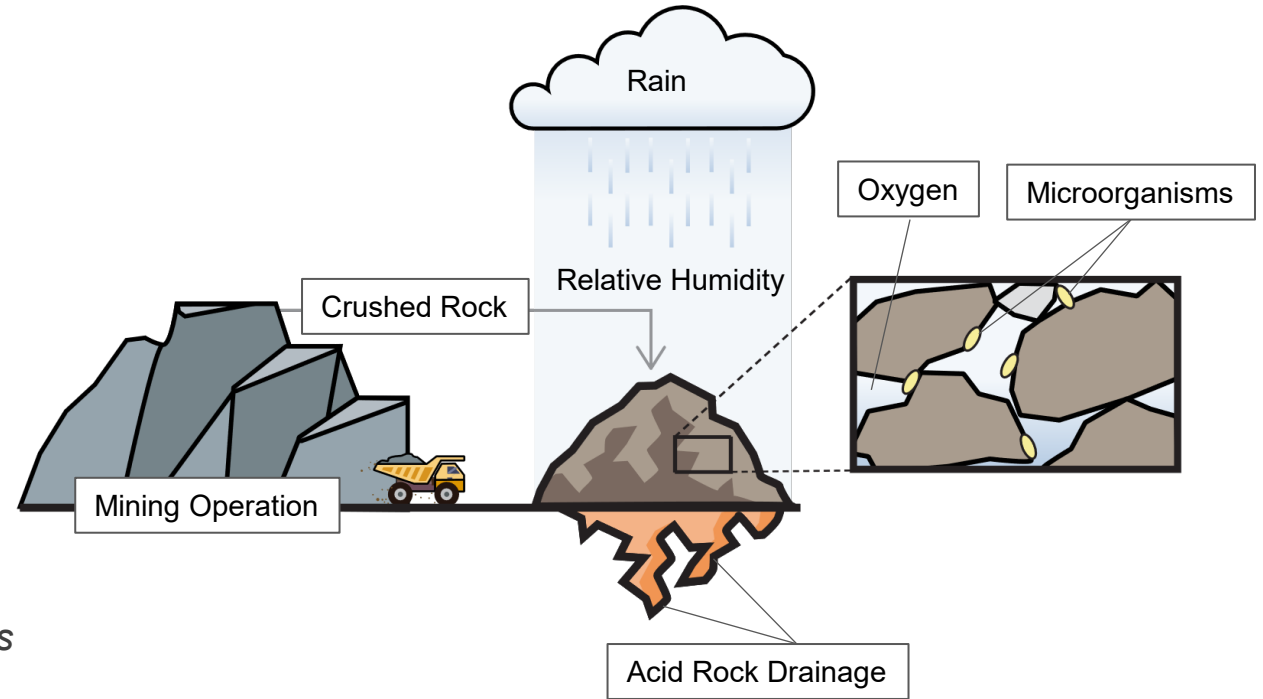 Rain
Oxygen
Microorganisms
Relative Humidity
Crushed Rock
Mining Operation
s
Acid Rock Drainage